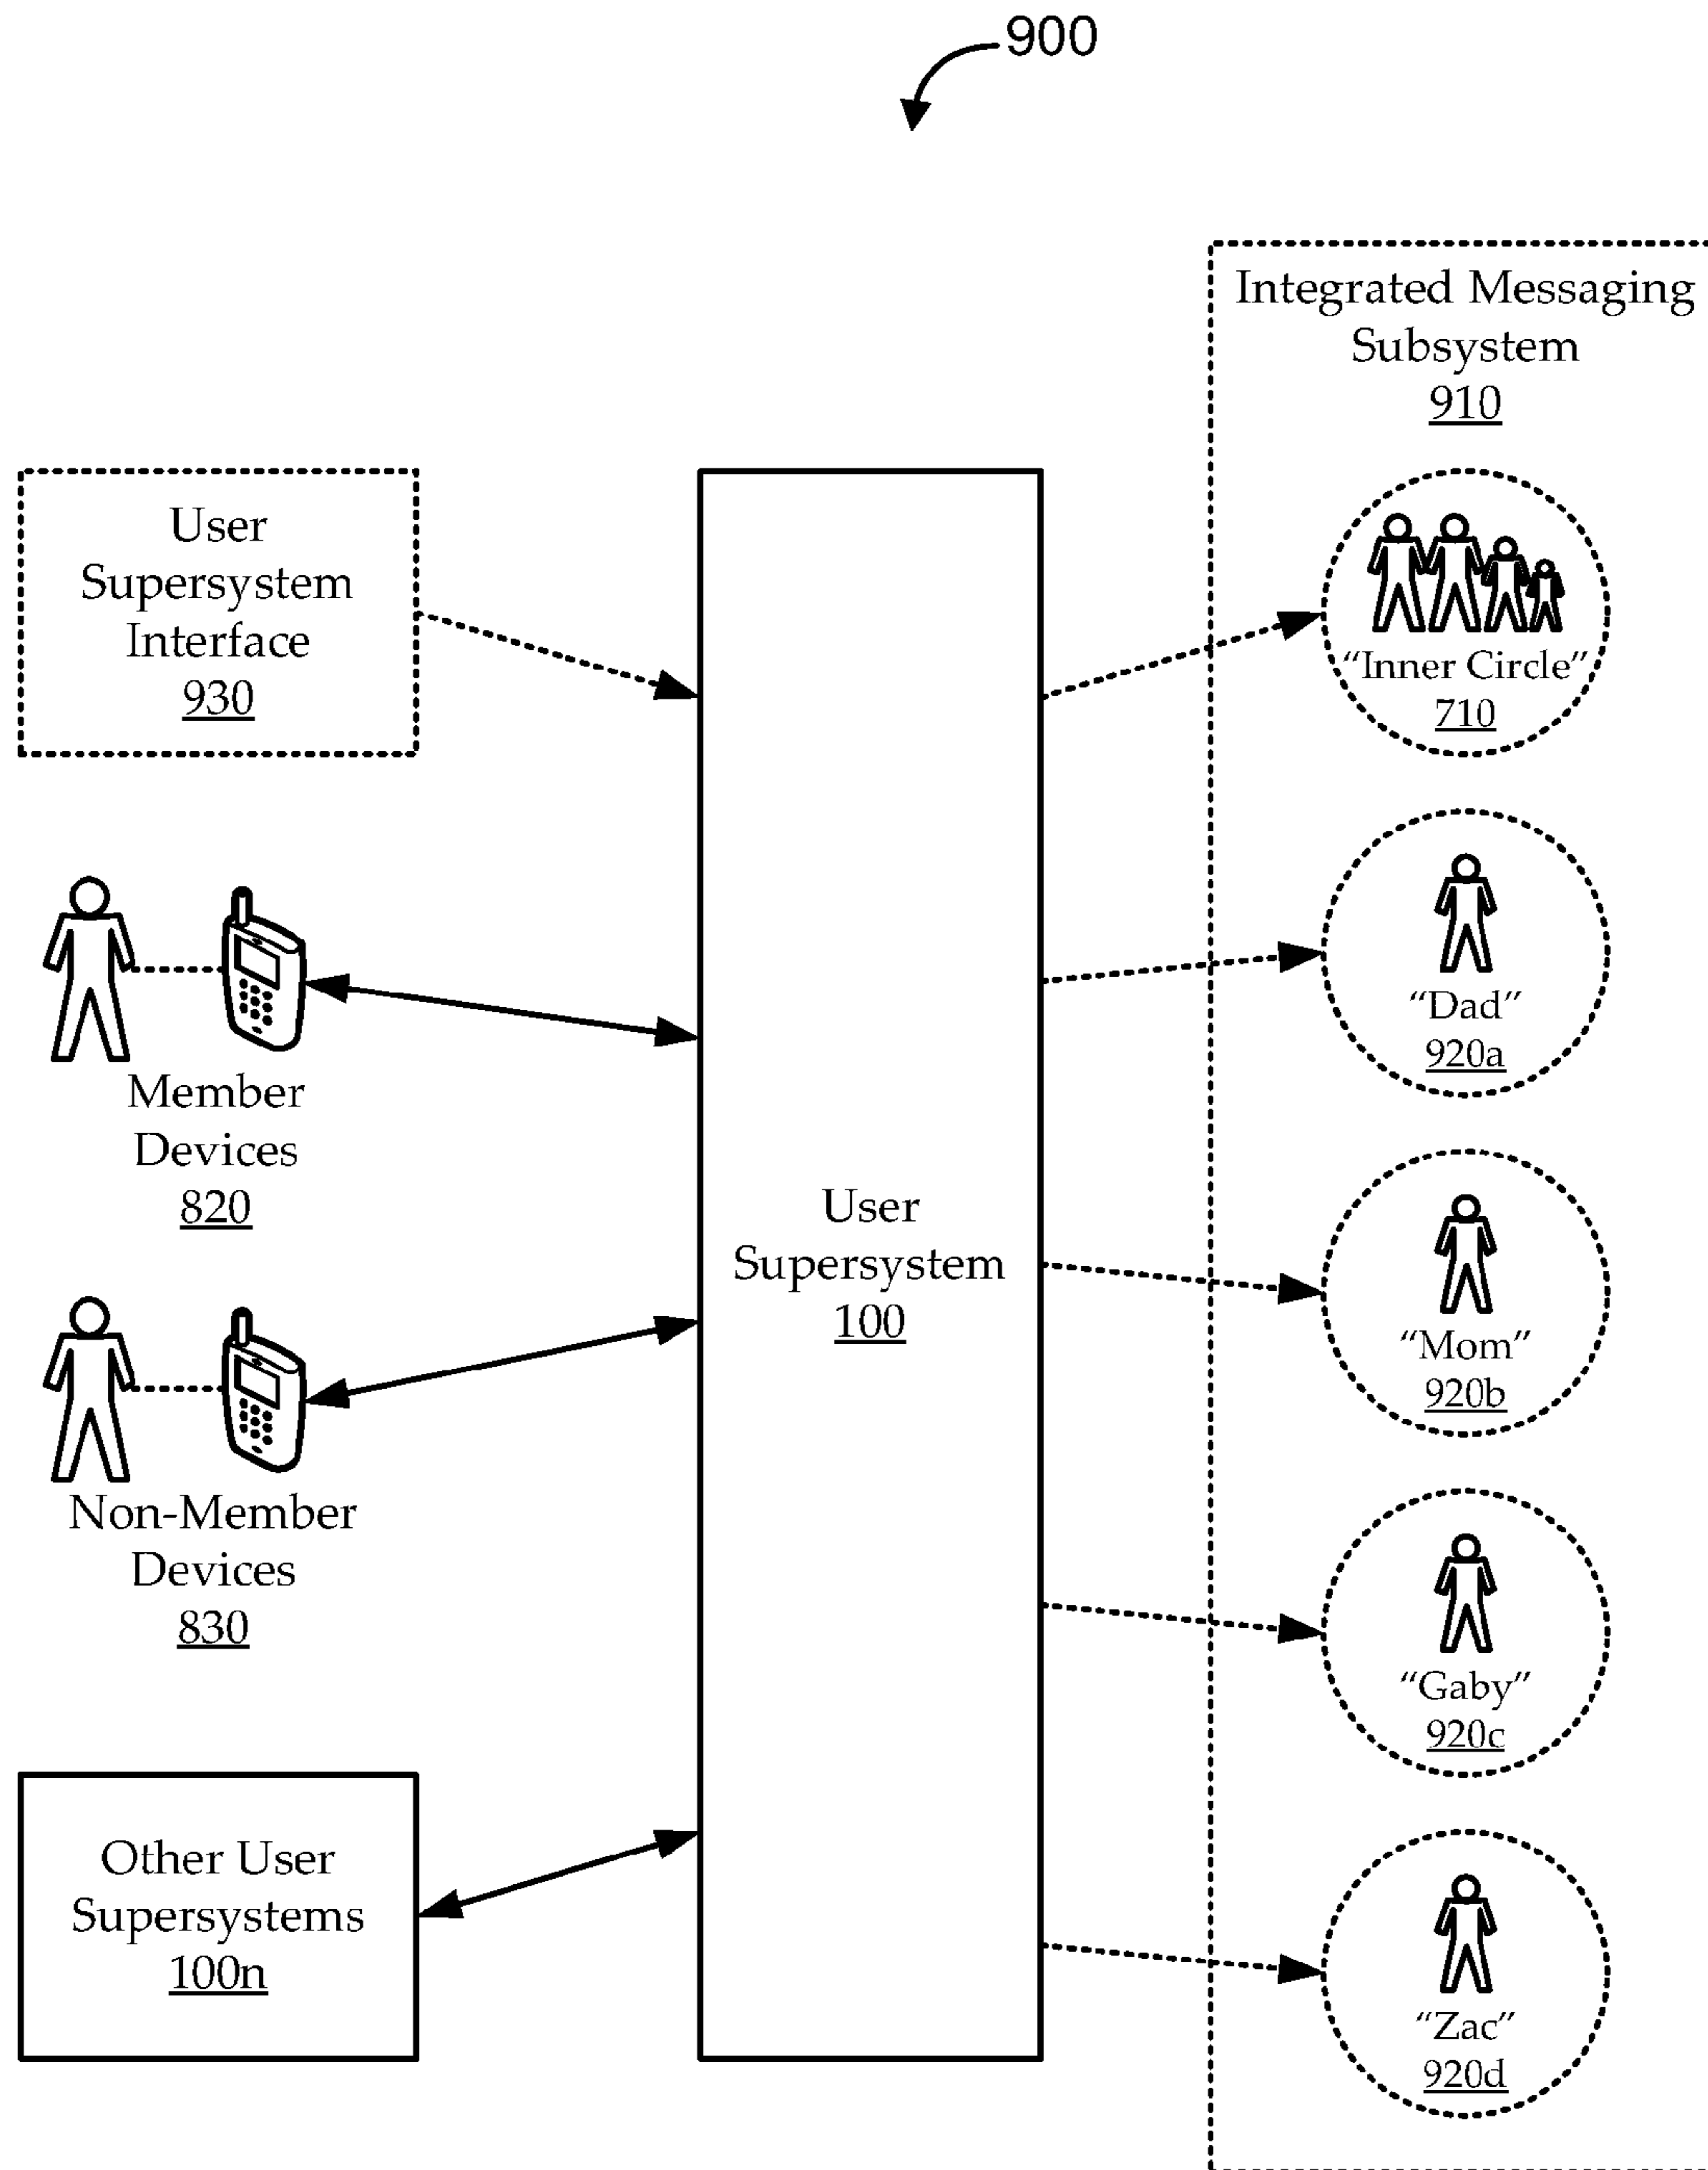 900
Integrated Messaging
Subsystem
910
User
Supersystem
Interface
930
“Inner Circle”
710
Member
Devices
820
“Dad”
920a
User
Supersystem
100
“Mom”
920b
Non-Member
Devices
830
“Gaby”
920c
Other User
Supersystems
100n
“Zac”
920d